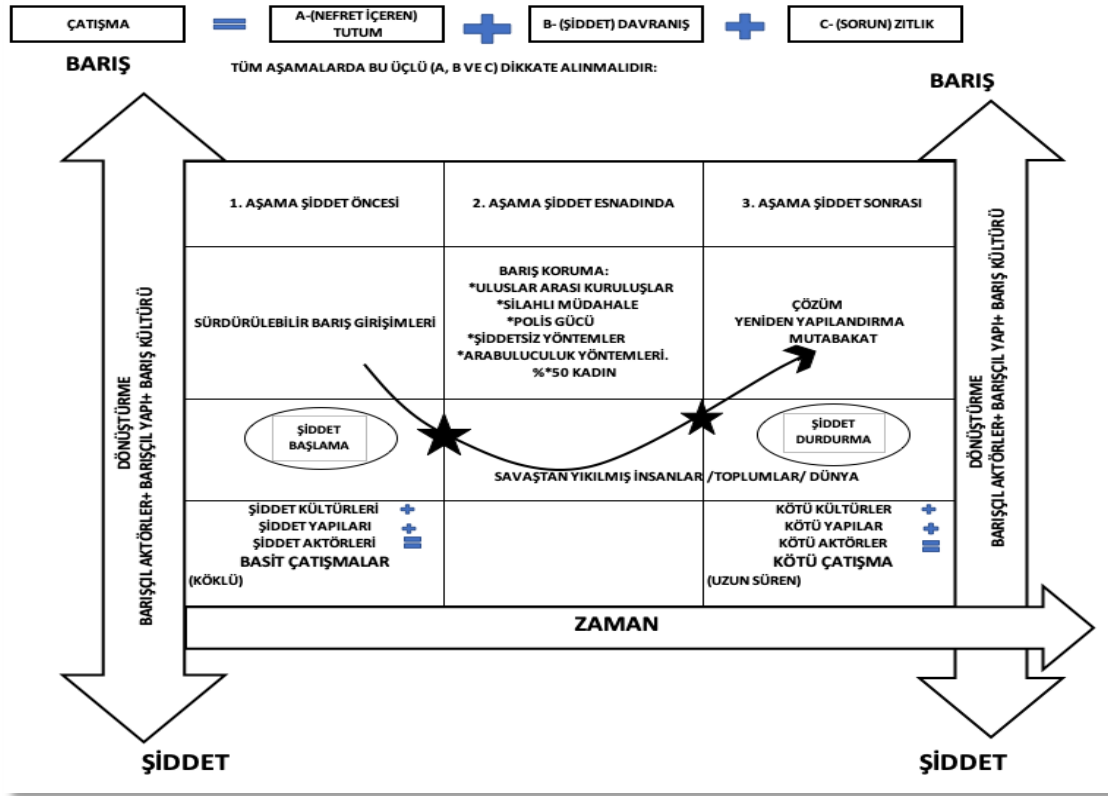 ÇATIŞMA
A-(NEFRET İÇEREN)
TUTUM
B- (ŞİDDET) DAVRANIŞ
C- (SORUN) ZITLIK
BARIŞ
TÜM AŞAMALARDA BU ÜÇLÜ (A, B VE C) DİKKATE ALINMALIDIR:
BARIŞ
DÖNÜŞTÜRME
BARIŞÇIL AKTÖRLER+ BARIŞÇIL YAPI+ BARIŞ KÜLTÜRÜ
1. AŞAMA ŞİDDET ÖNCESİ
2. AŞAMA ŞİDDET ESNADINDA
3. AŞAMA ŞİDDET SONRASI
SÜRDÜRÜLEBİLİR BARIŞ GİRİŞİMLERİ
BARIŞ KORUMA:
*ULUSLAR ARASI KURULUŞLAR
*SİLAHLI MÜDAHALE
*POLİS GÜCÜ
*ŞİDDETSİZ YÖNTEMLER
*ARABULUCULUK YÖNTEMLERİ.
%*50 KADIN
ÇÖZÜM
YENİDEN YAPILANDIRMA
MUTABAKAT
ŞİDDET
BAŞLAMA
ŞİDDET
DURDURMA
SAVAŞTAN YIKILMIŞ İNSANLAR /TOPLUMLAR/ DÜNYA
ŞİDDET KÜLTÜRLERİ
ŞİDDET YAPILARI
ŞİDDET AKTÖRLERİ
BASİT ÇATIŞMALAR
(KÖKLÜ)
KÖTÜ KÜLTÜRLER
KÖTÜ YAPILAR
KÖTÜ AKTÖRLER
KÖTÜ ÇATIŞMA
(UZUN SÜREN)
DÖNÜŞTÜRME
BARIŞÇIL AKTÖRLER+ BARIŞÇIL YAPI+ BARIŞ KÜLTÜRÜ
ZAMAN
ŞİDDET
ŞİDDET